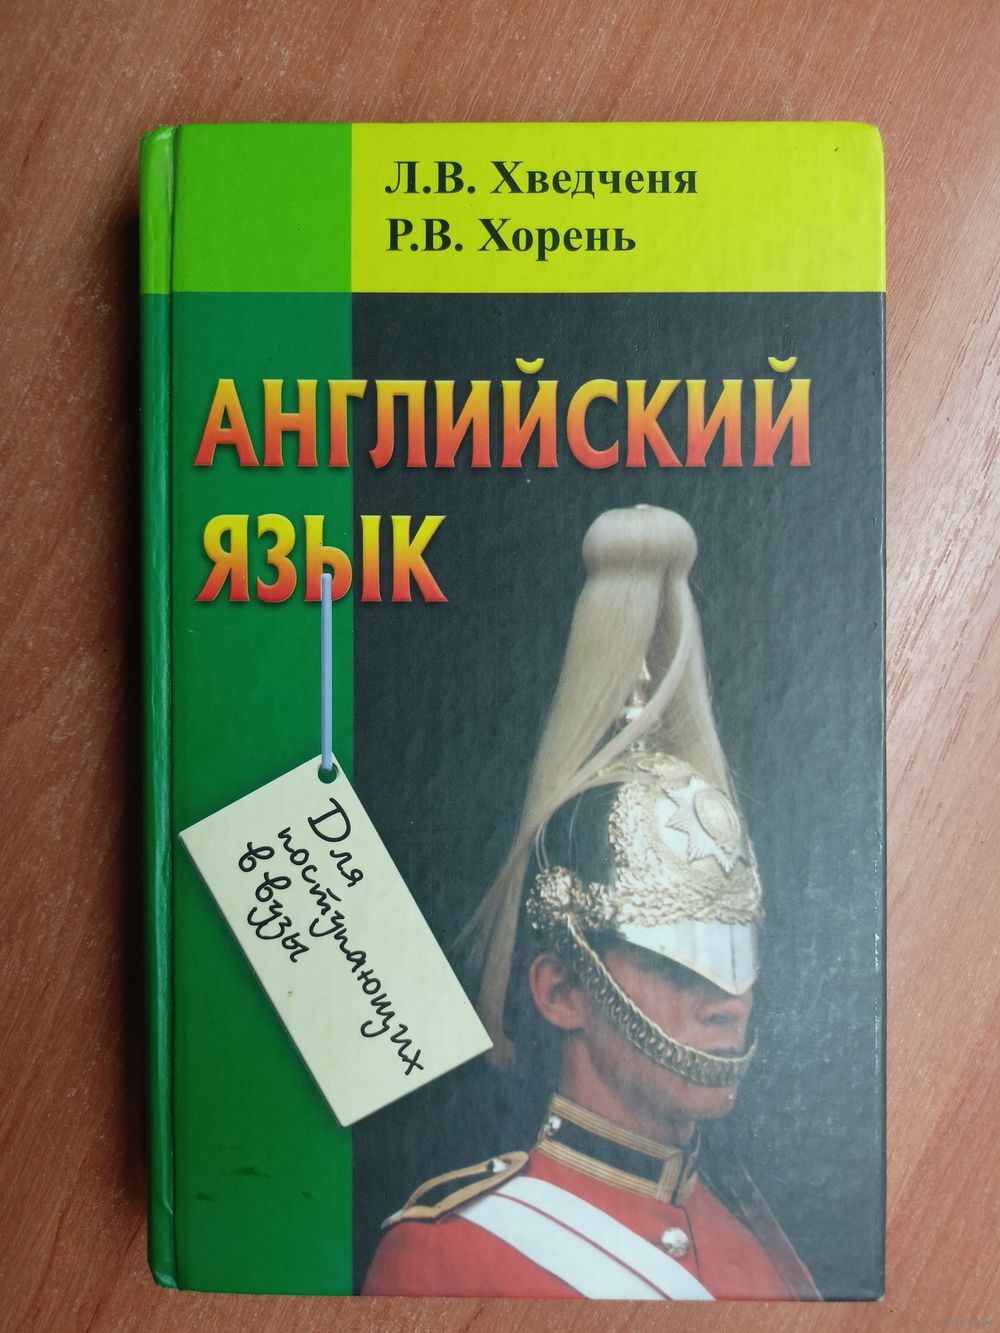 Л.В. Хведченя
Р.В. Хорень
АНГЛИЙСКИЙ
ЯЗЫК
Для
поступающих
в вузы